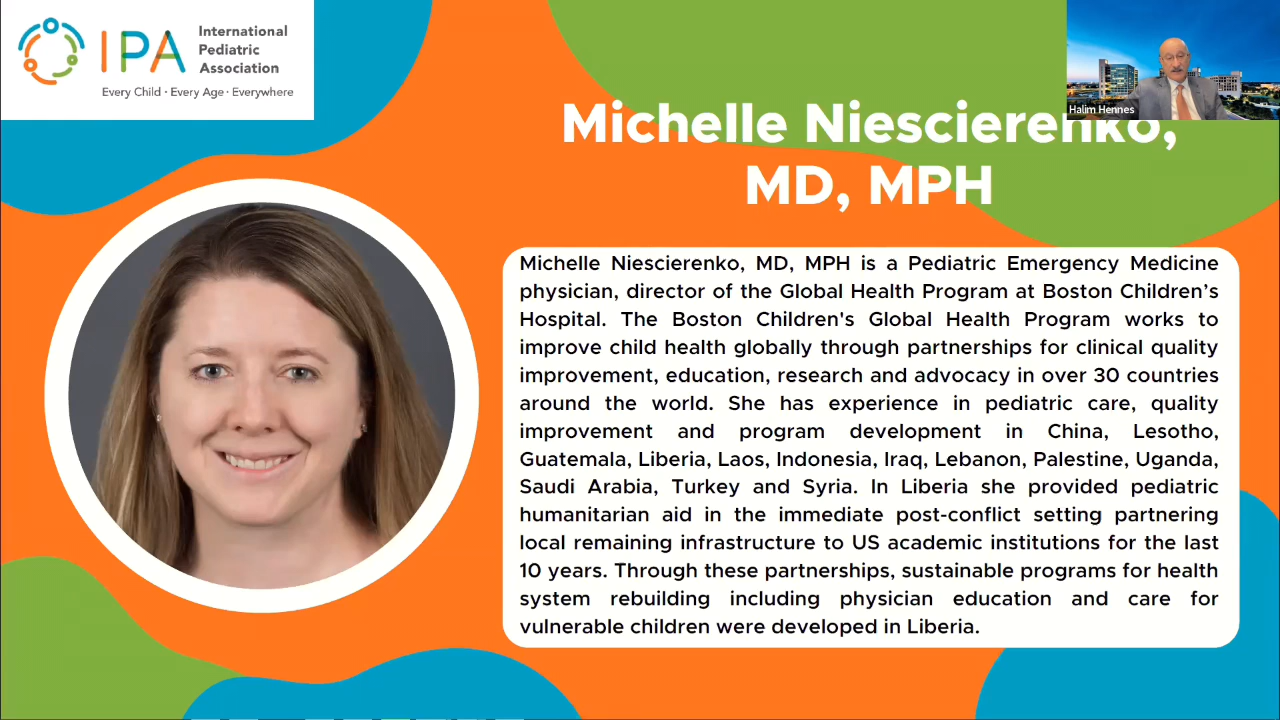 IPA
International
Pediatric
Association
Every Child · Every Age · Everywhere
Halim Hennes
Michelle Niescierenko,
MD, MPH
Michelle Niescierenko, MD, MPH is a Pediatric Emergency Medicine
physician, director of the Global Health Program at Boston Children’s
Hospital. The Boston Children's Global Health Program works to
improve child health globally through partnerships for clinical quality
improvement, education, research and advocacy in over 30 countries
around the world. She has experience in pediatric care, quality
improvement and program development in China, Lesotho,
Guatemala, Liberia, Laos, Indonesia, Iraq, Lebanon, Palestine, Uganda,
Saudi Arabia, Turkey and Syria. In Liberia she provided pediatric
humanitarian aid in the immediate post-conflict setting partnering
local remaining infrastructure to US academic institutions for the last
10 years. Through these partnerships, sustainable programs for health
system rebuilding including physician education and care for
vulnerable children were developed in Liberia.